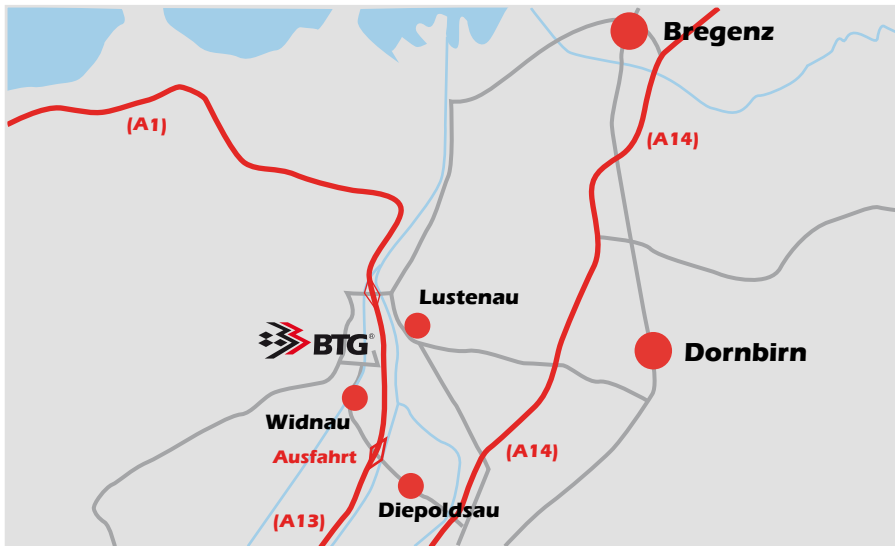 Bregenz
(A1)
(A14)
Lustenau
BTG®
Dornbirn
Widnau
Ausfahrt
(A14)
Diepoldsau
(A13)